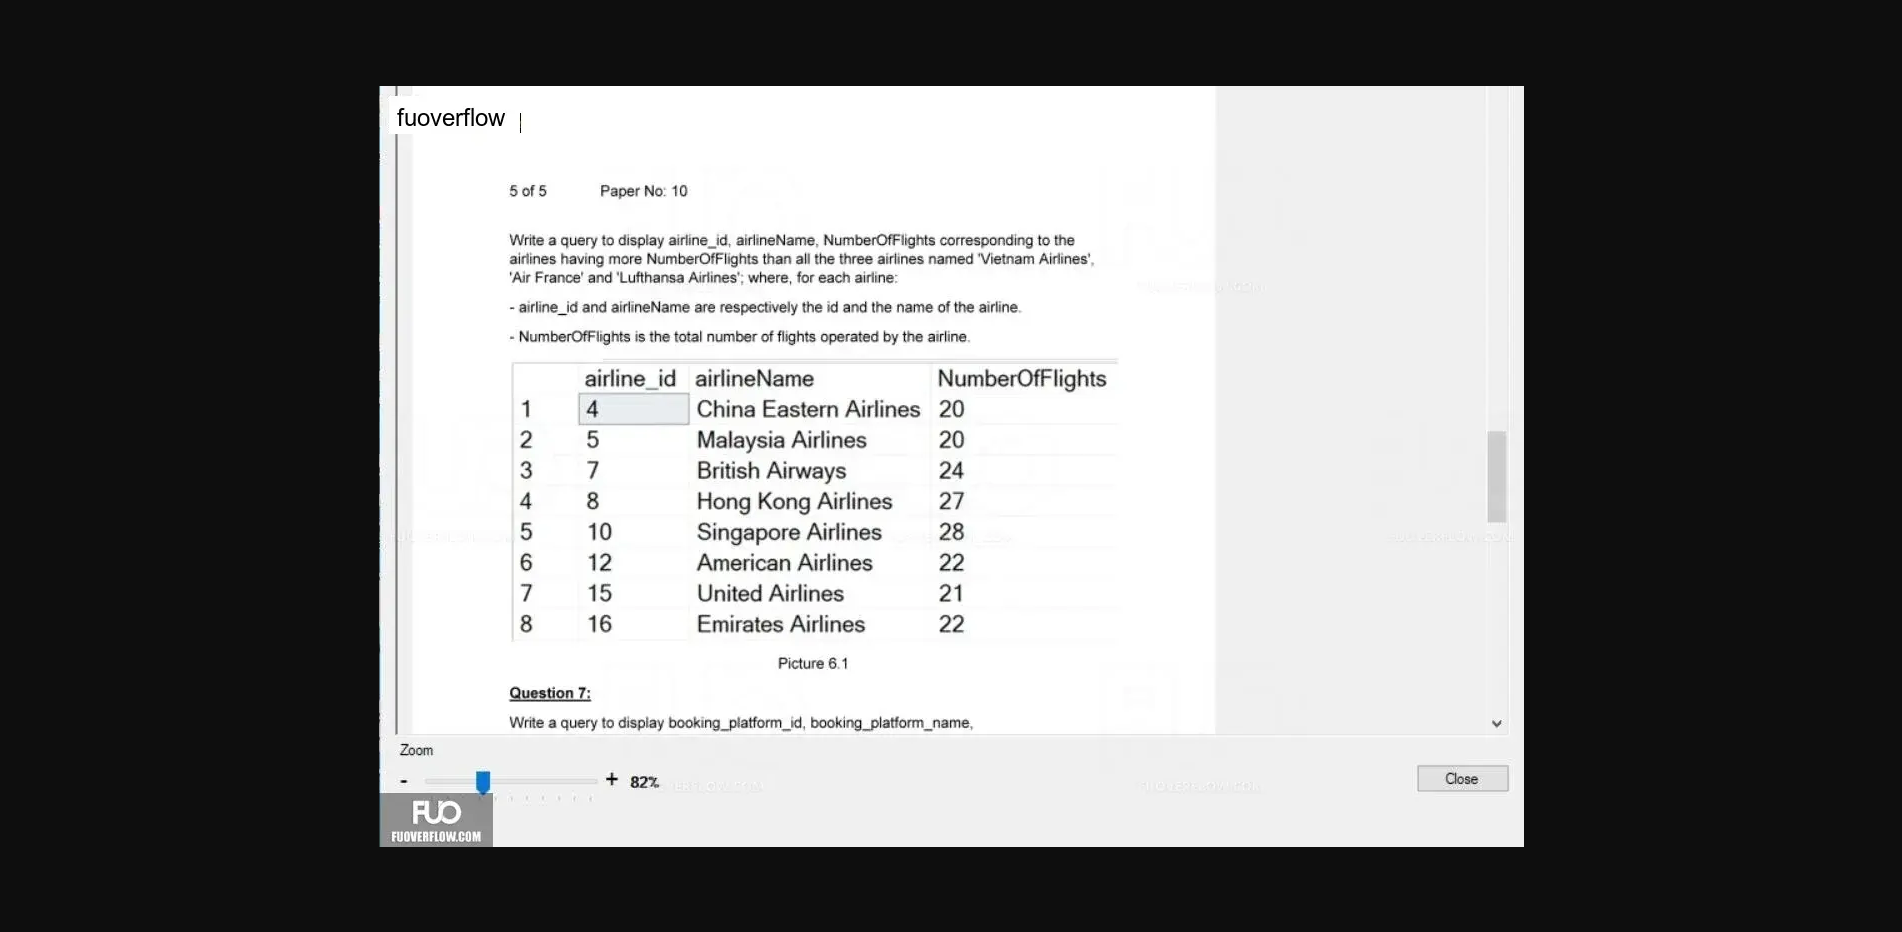 fuoverflow
5 of 5 Paper No: 10
Write a query to display airline_id, airlineName, NumberOfFlights corresponding to the
airlines having more NumberOfFlights than all the three airlines named 'Vietnam Airlines',
'Air France' and 'Lufthansa Airlines'; where, for each airline:
- airline_id and airlineName are respectively the id and the name of the airline.
- NumberOfFlights is the total number of flights operated by the airline.
airline_id airlineName NumberOfFlights
1 4 China Eastern Airlines 20
2 5 Malaysia Airlines 20
3 7 British Airways 24
4 8 Hong Kong Airlines 27
5 10 Singapore Airlines 28
6 12 American Airlines 22
7 15 United Airlines 21
8 16 Emirates Airlines 22
Picture 6.1
Question 7:
Write a query to display booking_platform_id, booking_platform_name,
Zoom
- + 82%
Close
FUO
FUOVERFLOW.COM